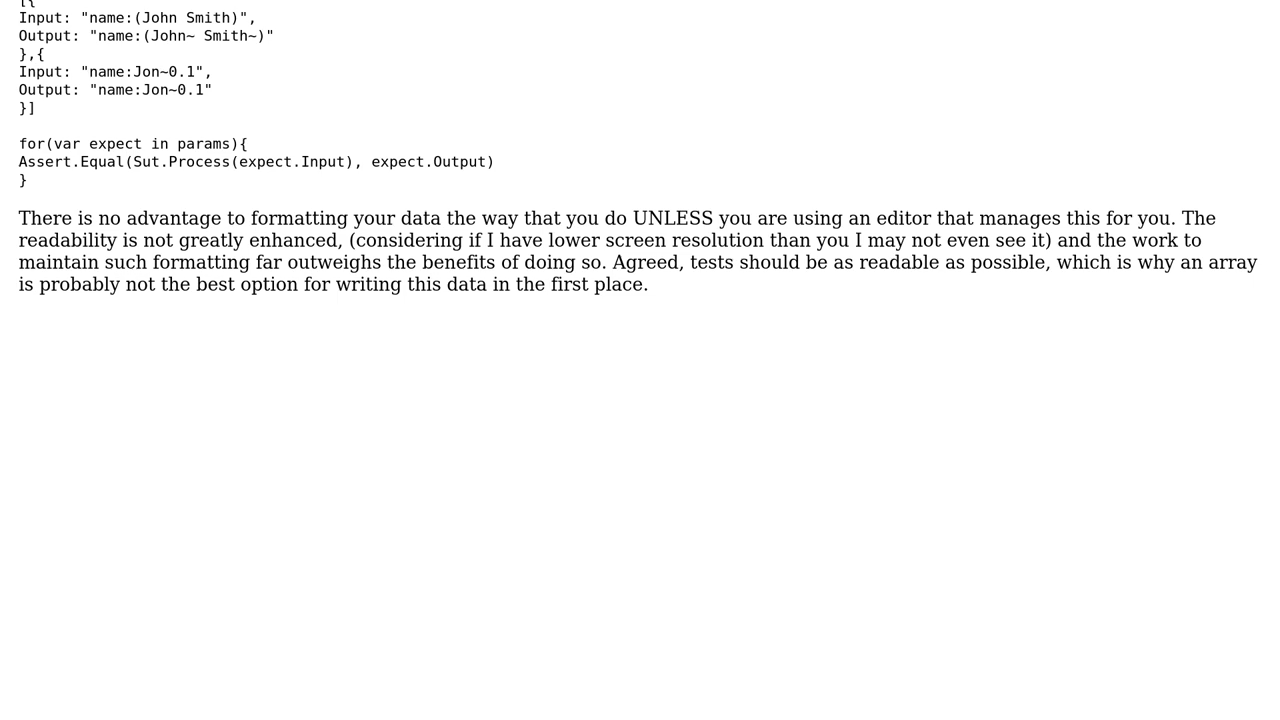 [{
Input: "name:(John Smith)",
Output: "name:(John~ Smith~)"
},{
Input: "name:Jon~0.1",
Output: "name:Jon~0.1"
}]
for(var expect in params){
Assert.Equal(Sut.Process(expect.Input), expect.Output)
}
There is no advantage to formatting your data the way that you do UNLESS you are using an editor that manages this for you. The
readability is not greatly enhanced, (considering if I have lower screen resolution than you I may not even see it) and the work to
maintain such formatting far outweighs the benefits of doing so. Agreed, tests should be as readable as possible, which is why an array
is probably not the best option for writing this data in the first place.